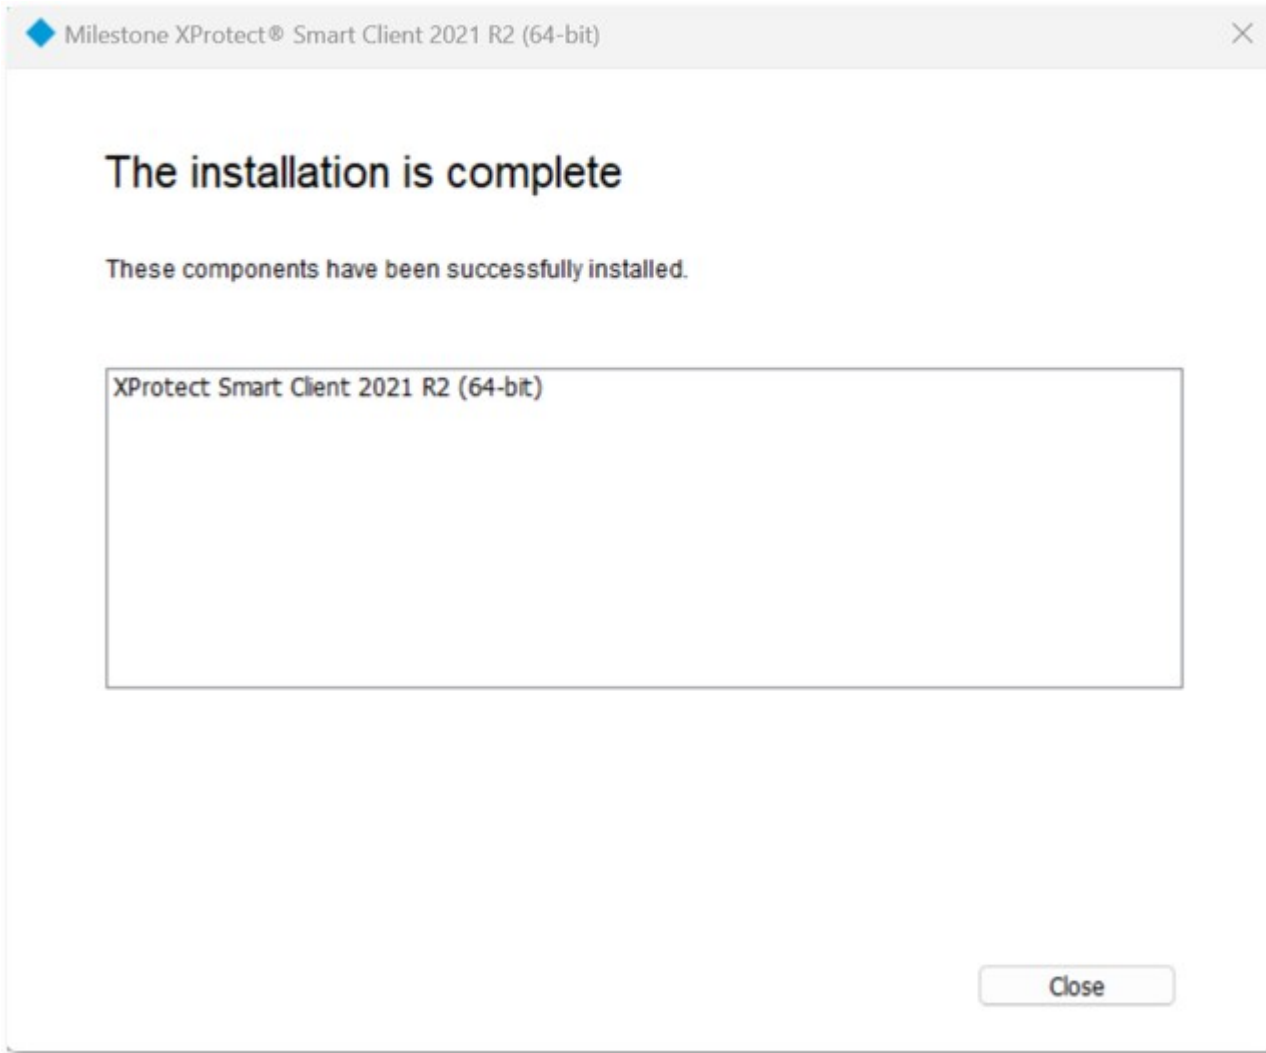 Milestone XProtect® Smart Client 2021 R2 (64-bit)
The installation is complete
These components have been successfully installed.
XProtect Smart Client 2021 R2 (64-bit)
Close